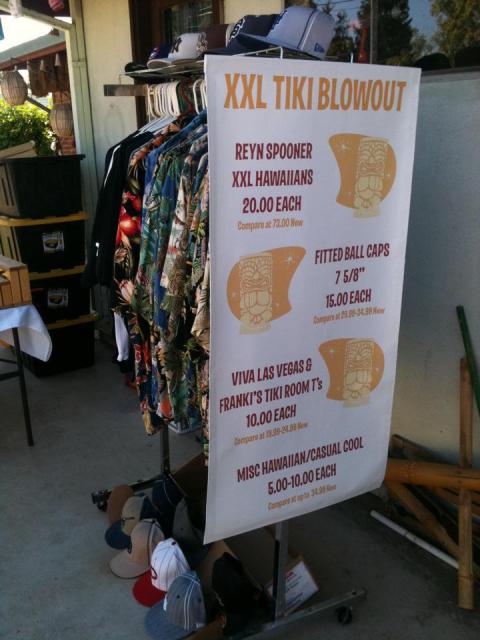 XXL TIKI BLOWOUT
REYN SPOONER
XXL HAWAIIANS
20.00 EACH
Compare at 73.00 New
FITTED BALL CAPS
7 5/8"
15.00 EACH
Compare at 29.99-34.99 New
VIVA LAS VEGAS &
FRANKI'S TIKI ROOM T's
10.00 EACH
Compare at 19.99-24.99 New
MISC HAWAIIAN/CASUAL COOL
5.00-10.00 EACH
Compare at up to 34.99 New